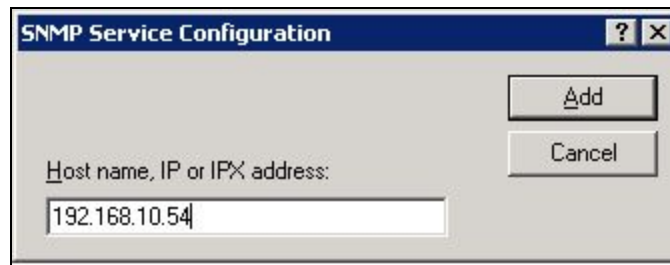 SNMP Service Configuration
? X
Add
Cancel
Host name, IP or IPX address:
192.168.10.54